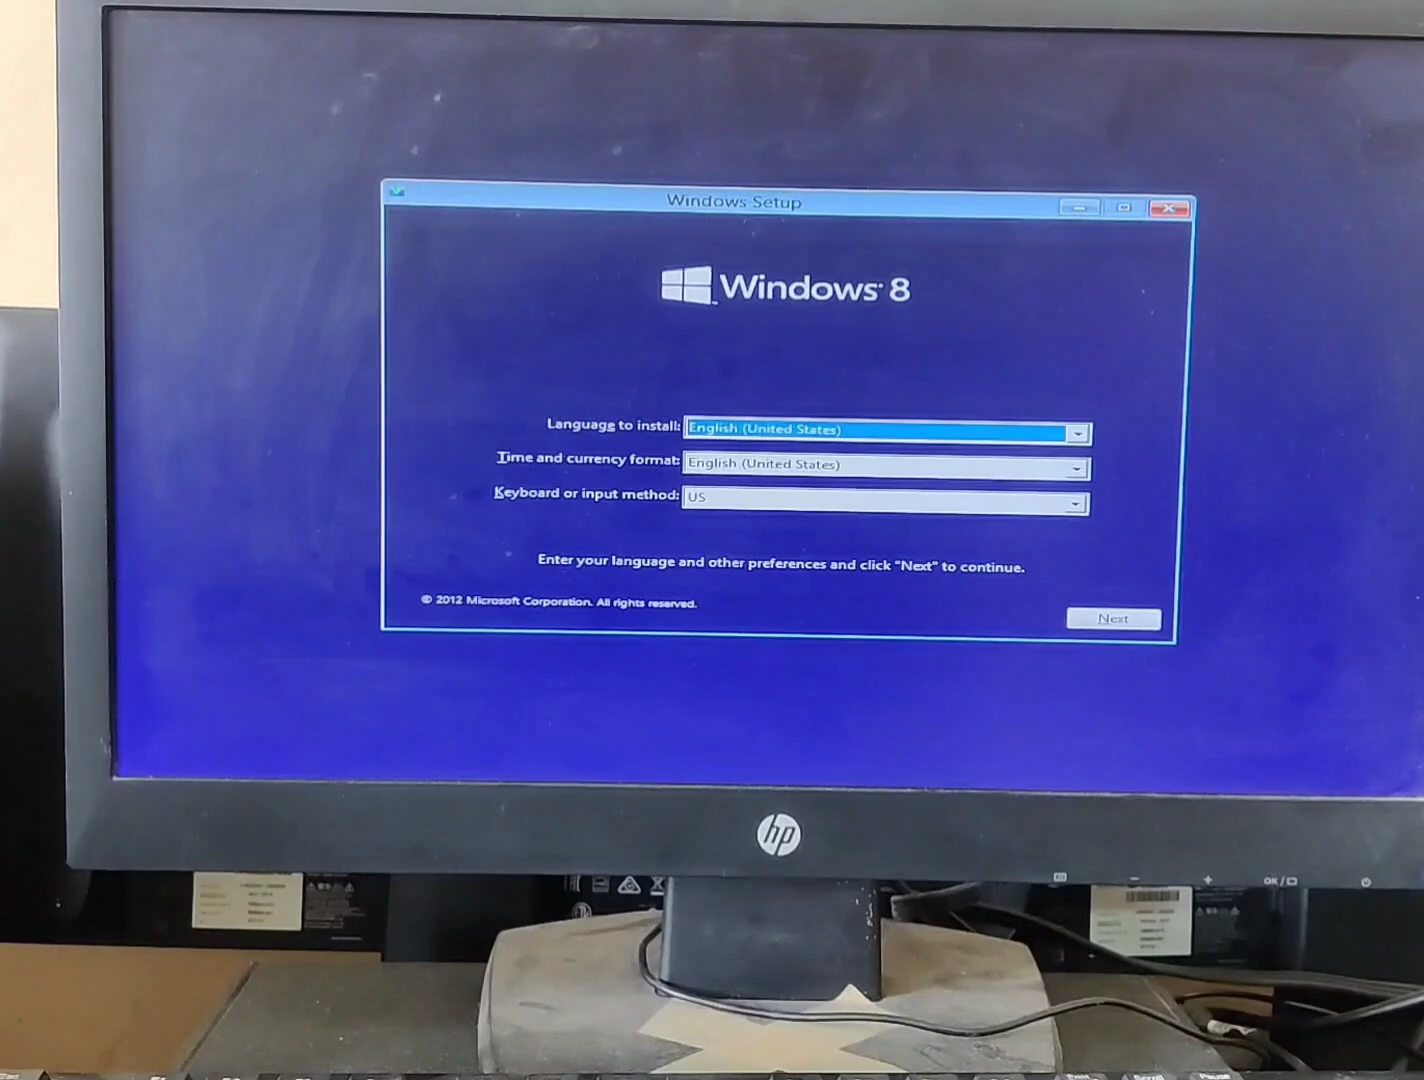 Windows Setup
Windows 8
Language to install: English (United States)
Time and currency format: English (United States)
Keyboard or input method: US
Enter your language and other preferences and click "Next" to continue.
© 2012 Microsoft Corporation. All rights reserved.
Next
hp
OK /
Pause